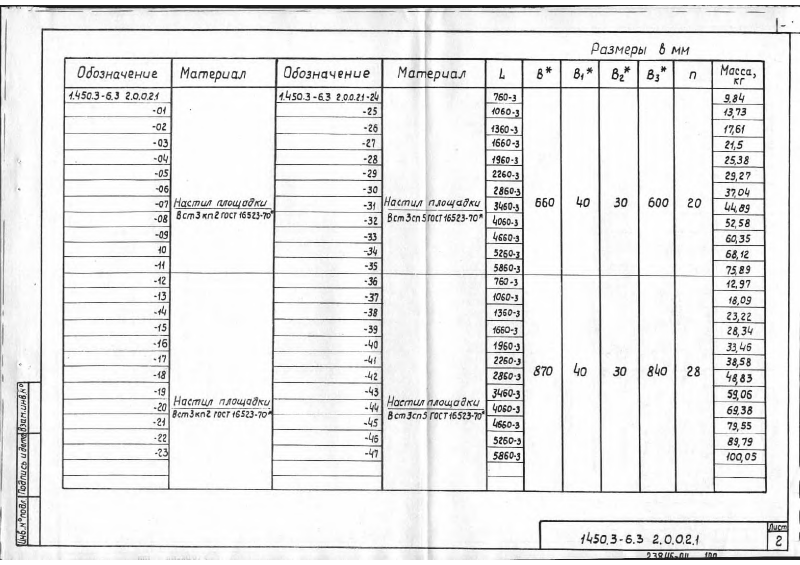 Размеры в мм
Обозначение Материал Обозначение Материал L B* B₁* B₂* B₃* n Масса, кг
1.450.3-6.3 2.0.0.21 1.450.3-6.3 2.0.0.21-24 760-3 9,84
-01 -25 1060-3 13,73
-02 -26 1360-3 17,61
-03 -27 1660-3 21,5
-04 -28 1960-3 25,38
-05 -29 2260-3 29,27
-06 -30 2860-3 37,04
-07 Настил площадки -31 Настил площадки 3460-3 660 40 30 600 20 44,89
-08 Вст3кп2 ГОСТ 16523-70* -32 Вст3сп5 ГОСТ 16523-70* 4060-3 52,58
-09 -33 4660-3 60,35
10 -34 5260-3 68,12
-11 -35 5860-3 75,89
-12 -36 760-3 12,97
-13 -37 1060-3 18,09
-14 -38 1360-3 23,22
-15 -39 1660-3 28,34
-16 -40 1960-3 33,46
-17 -41 2260-3 38,58
-18 -42 2860-3 870 40 30 840 28 48,83
-19 -43 3460-3 59,06
-20 Настил площадки -44 Настил площадки 4060-3 69,38
-21 Вст3кп2 ГОСТ 16523-70* -45 Вст3сп5 ГОСТ 16523-70* 4660-3 79,55
-22 -46 5260-3 89,79
-23 -47 5860-3 100,05
Инв.№подл. Подпись и дата Взам.инв.№
1450.3-6.3 2.0.0.2.1
Лист
2